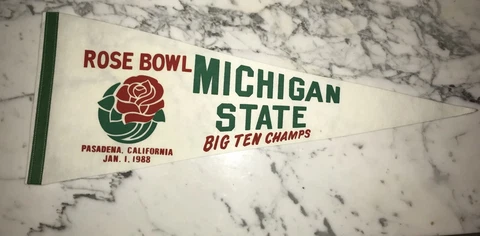 ROSE BOWL
PASADENA, CALIFORNIA
JAN. 1, 1988
MICHIGAN
STATE
BIG TEN CHAMPS